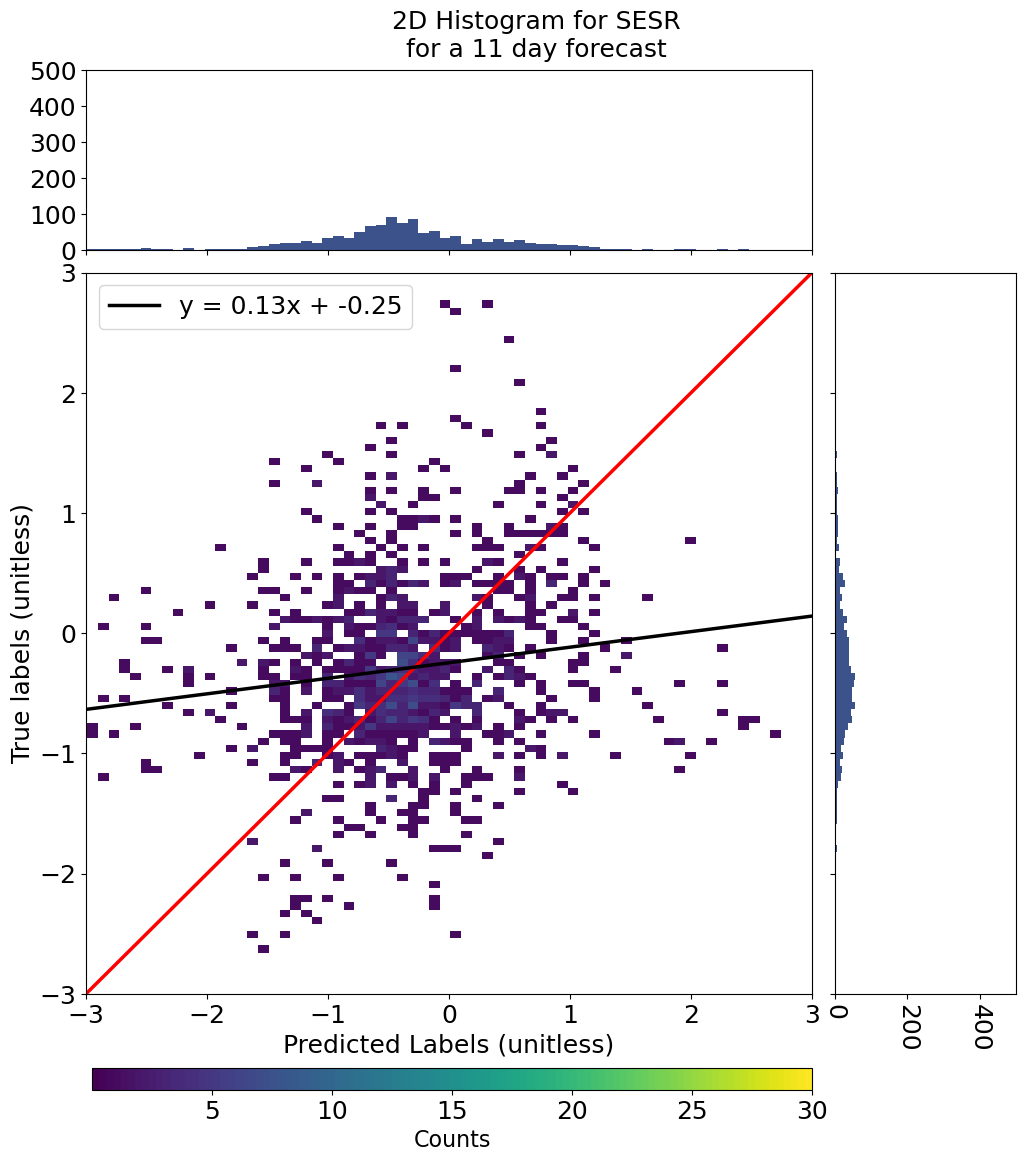 2D Histogram for SESR
for a 11 day forecast
500
400
300
200
100
0
3
2
1
0
−1
−2
−3
True labels (unitless)
y = 0.13x + -0.25
−3 −2 −1 0 1 2 3
Predicted Labels (unitless)
0 200 400
5 10 15 20 25 30
Counts